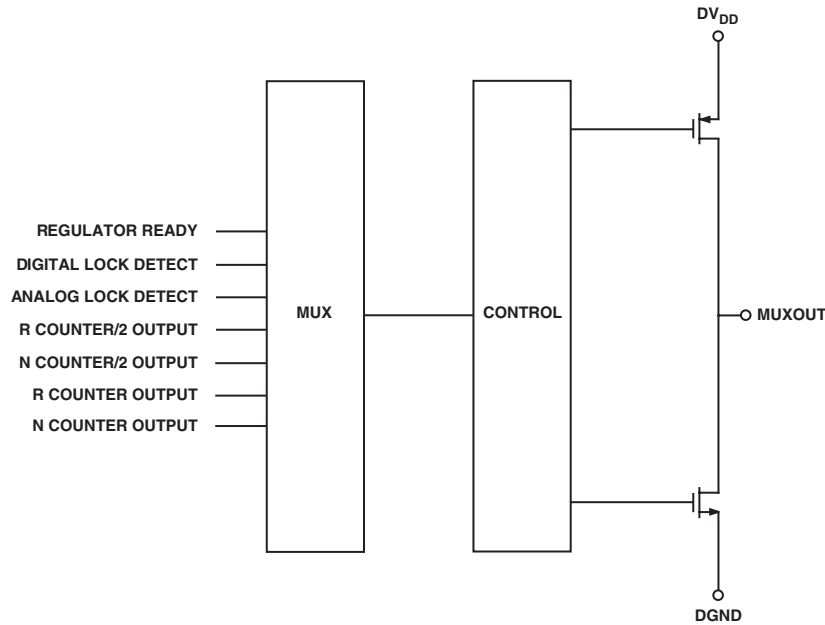 DVDD
REGULATOR READY
DIGITAL LOCK DETECT
ANALOG LOCK DETECT
R COUNTER/2 OUTPUT
N COUNTER/2 OUTPUT
R COUNTER OUTPUT
N COUNTER OUTPUT
MUX
CONTROL
MUXOUT
DGND